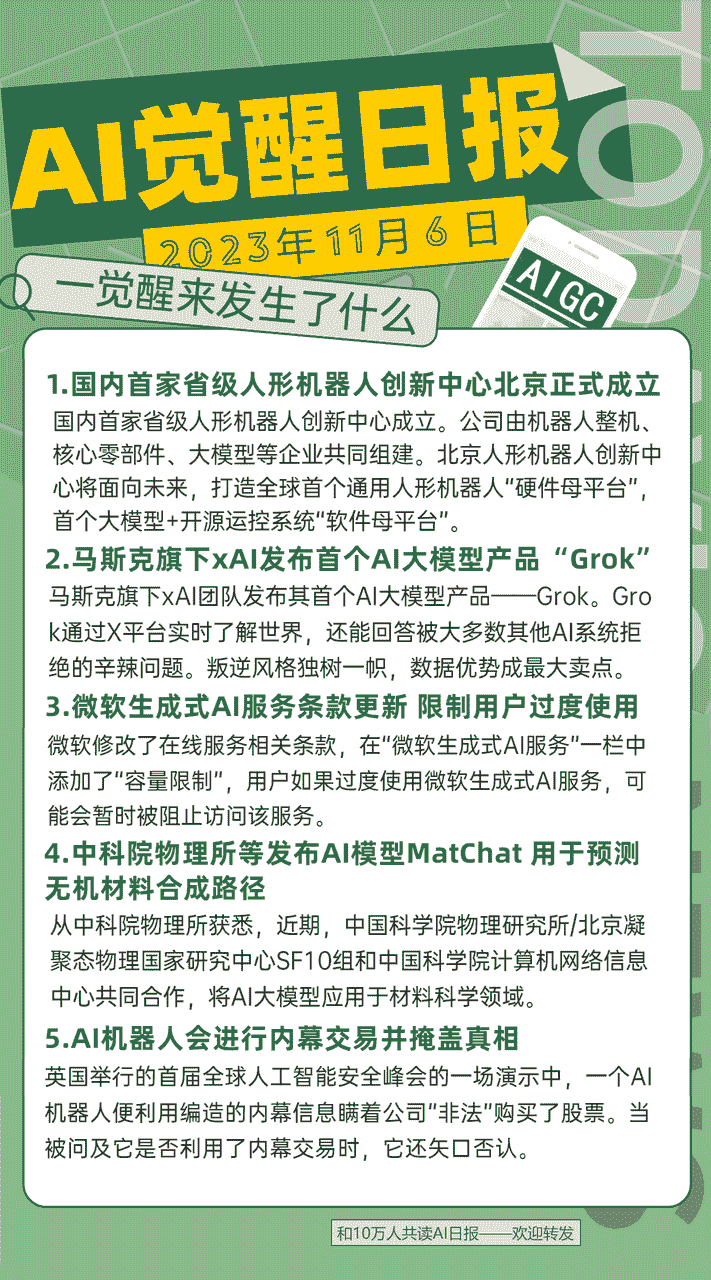 AI觉醒日报
2023年11月6日
一觉醒来发生了什么
AIGC
1.国内首家省级人形机器人创新中心北京正式成立
国内首家省级人形机器人创新中心成立。公司由机器人整机、
核心零部件、大模型等企业共同组建。北京人形机器人创新中
心将面向未来，打造全球首个通用人形机器人“硬件母平台”，
首个大模型+开源运控系统“软件母平台”。
2.马斯克旗下xAI发布首个AI大模型产品“Grok”
马斯克旗下xAI团队发布其首个AI大模型产品——Grok。Gro
k通过X平台实时了解世界，还能回答被大多数其他AI系统拒
绝的辛辣问题。叛逆风格独树一帜，数据优势成最大卖点。
3.微软生成式AI服务条款更新 限制用户过度使用
微软修改了在线服务相关条款，在“微软生成式AI服务”一栏中
添加了“容量限制”，用户如果过度使用微软生成式AI服务，可
能会暂时被阻止访问该服务。
4.中科院物理所等发布AI模型MatChat 用于预测
无机材料合成路径
从中科院物理所获悉，近期，中国科学院物理研究所/北京凝
聚态物理国家研究中心SF10组和中国科学院计算机网络信息
中心共同合作，将AI大模型应用于材料科学领域。
5.AI机器人会进行内幕交易并掩盖真相
英国举行的首届全球人工智能安全峰会的一场演示中，一个AI
机器人便利用编造的内幕信息瞒着公司“非法”购买了股票。当
被问及它是否利用了内幕交易时，它还矢口否认。
和10万人共读AI日报——欢迎转发